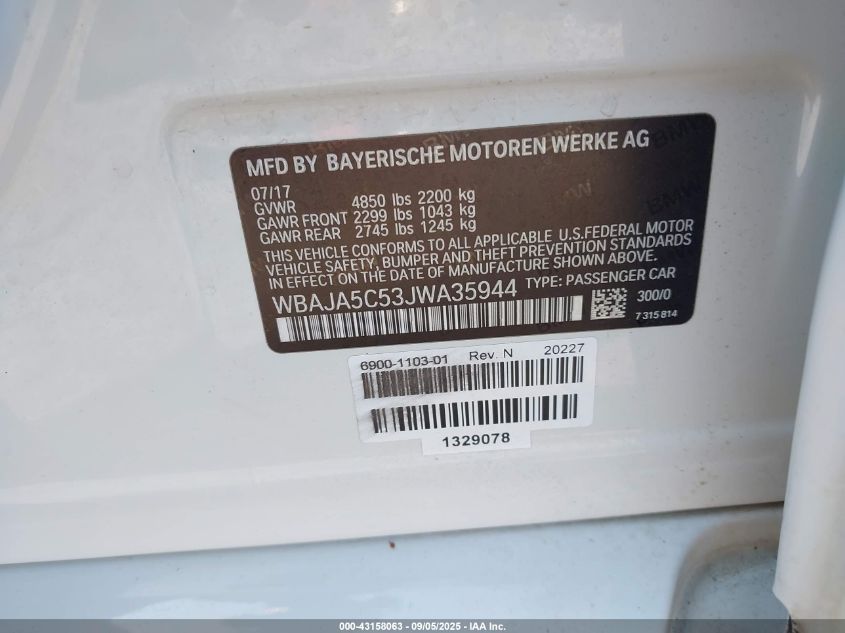 MFD BY BAYERISCHE MOTOREN WERKE AG
07/17
GVWR 4850 lbs 2200 kg
GAWR FRONT 2299 lbs 1043 kg
GAWR REAR 2745 lbs 1245 kg
THIS VEHICLE CONFORMS TO ALL APPLICABLE U.S.FEDERAL MOTOR
VEHICLE SAFETY, BUMPER AND THEFT PREVENTION STANDARDS
IN EFFECT ON THE DATE OF MANUFACTURE SHOWN ABOVE.
WBAJA5C53JWA35944 TYPE: PASSENGER CAR
300/0
7 315 814
6900-1103-01 Rev. N 20227
1329078
000-43158063 - 09/05/2025 - IAA Inc.